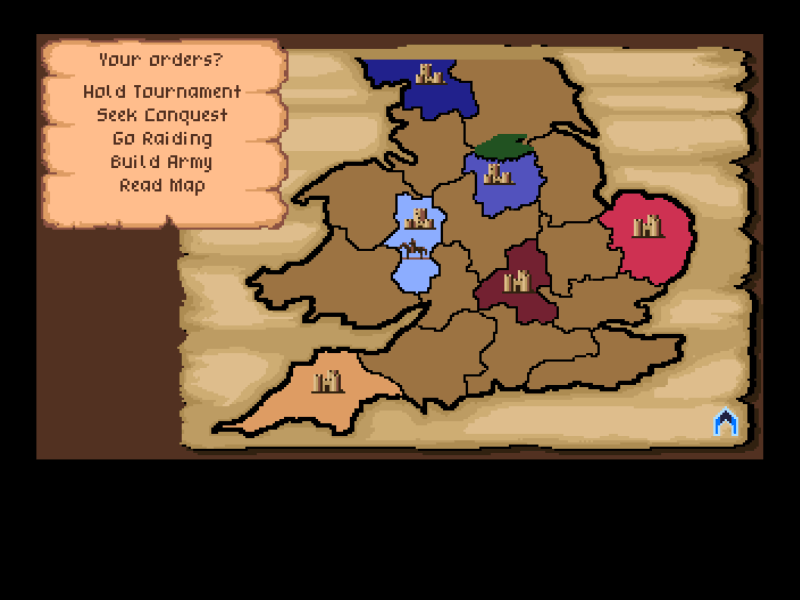 Your orders?
Hold Tournament
Seek Conquest
Go Raiding
Build Army
Read Map